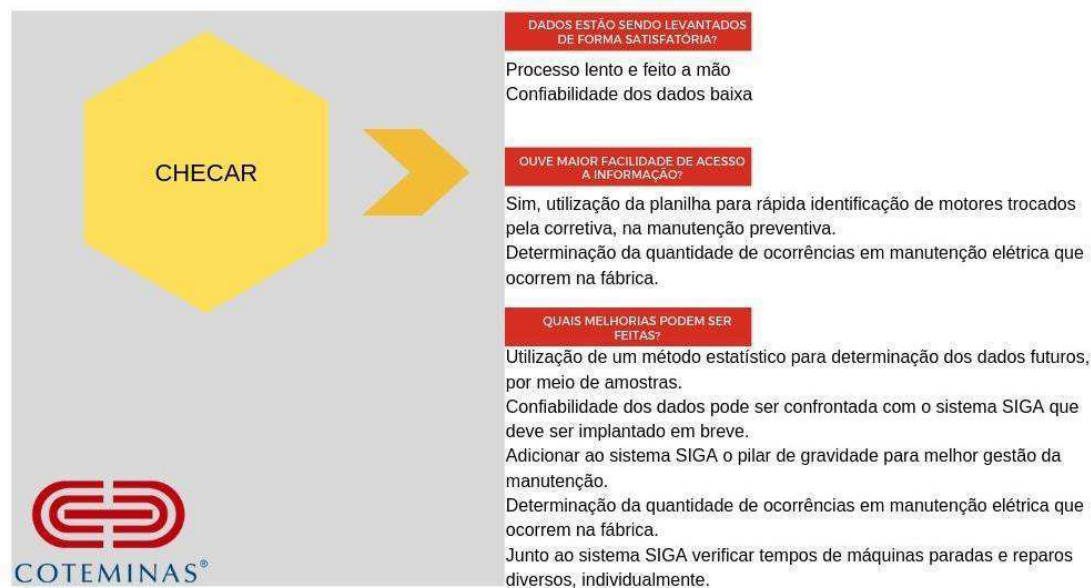 CHECAR
DADOS ESTÃO SENDO LEVANTADOS
DE FORMA SATISFATÓRIA?
Processo lento e feito a mão
Confiabilidade dos dados baixa
OUVE MAIOR FACILIDADE DE ACESSO
A INFORMAÇÃO?
Sim, utilização da planilha para rápida identificação de motores trocados
pela corretiva, na manutenção preventiva.
Determinação da quantidade de ocorrências em manutenção elétrica que
ocorrem na fábrica.
QUAIS MELHORIAS PODEM SER
FEITAS?
Utilização de um método estatístico para determinação dos dados futuros,
por meio de amostras.
Confiabilidade dos dados pode ser confrontada com o sistema SIGA que
deve ser implantado em breve.
Adicionar ao sistema SIGA o pilar de gravidade para melhor gestão da
manutenção.
Determinação da quantidade de ocorrências em manutenção elétrica que
ocorrem na fábrica.
Junto ao sistema SIGA verificar tempos de máquinas paradas e reparos
diversos, individualmente.
COTEMINAS®